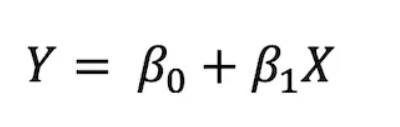 Y = β₀ + β₁X